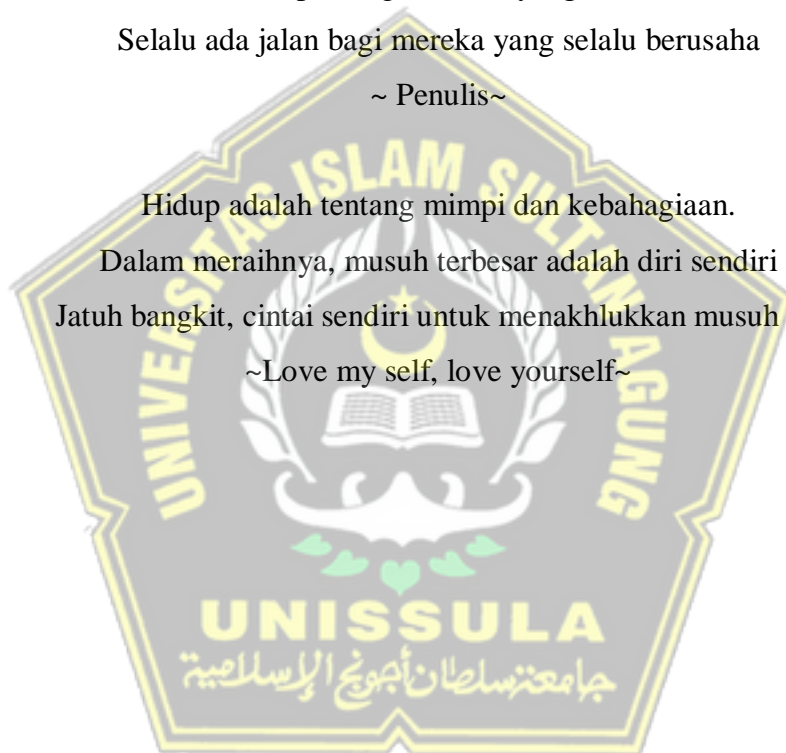 Selalu ada jalan bagi mereka yang selalu berusaha
~ Penulis~
Hidup adalah tentang mimpi dan kebahagiaan.
Dalam meraihnya, musuh terbesar adalah diri sendiri
Jatuh bangkit, cintai sendiri untuk menakhlukkan musuh
~Love my self, love yourself~
UNIVERSITAS ISLAM SULTAN AGUNG
UNISSULA
جامعة سلطان أجونج الإسلامية